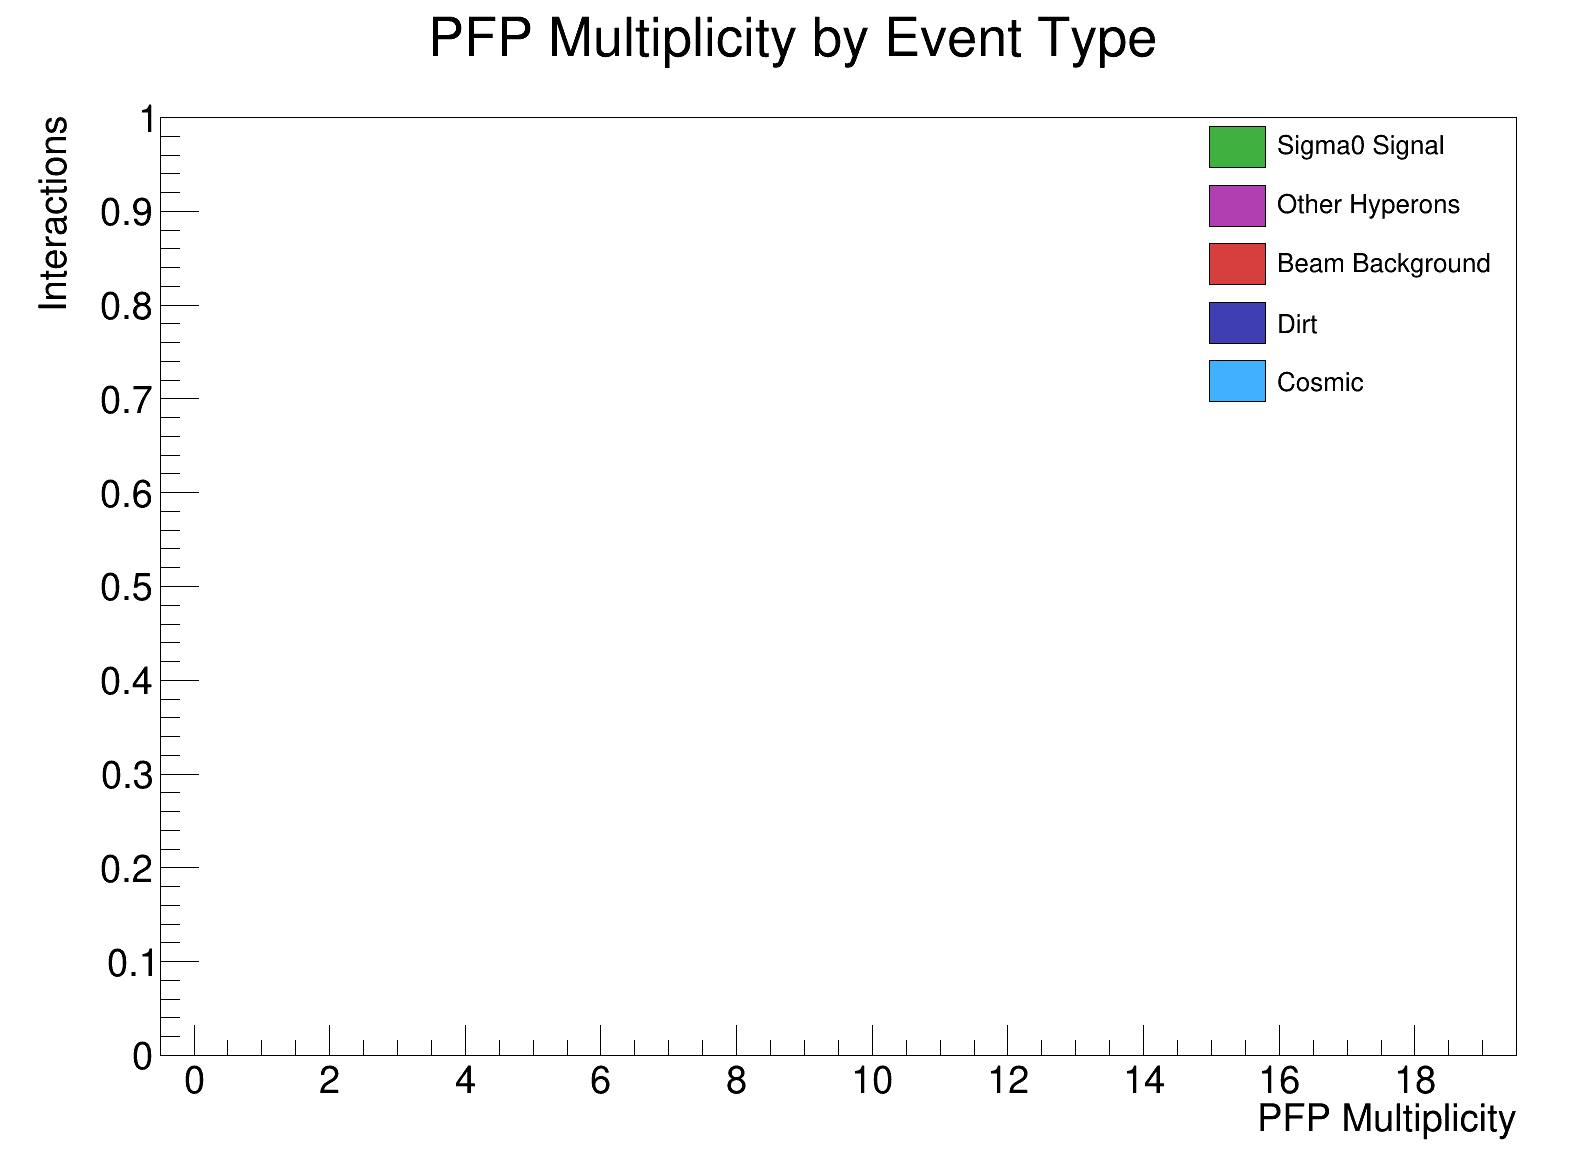 PFP Multiplicity by Event Type
Interactions
1
0.9
0.8
0.7
0.6
0.5
0.4
0.3
0.2
0.1
0
Sigma0 Signal
Other Hyperons
Beam Background
Dirt
Cosmic
0 2 4 6 8 10 12 14 16 18
PFP Multiplicity